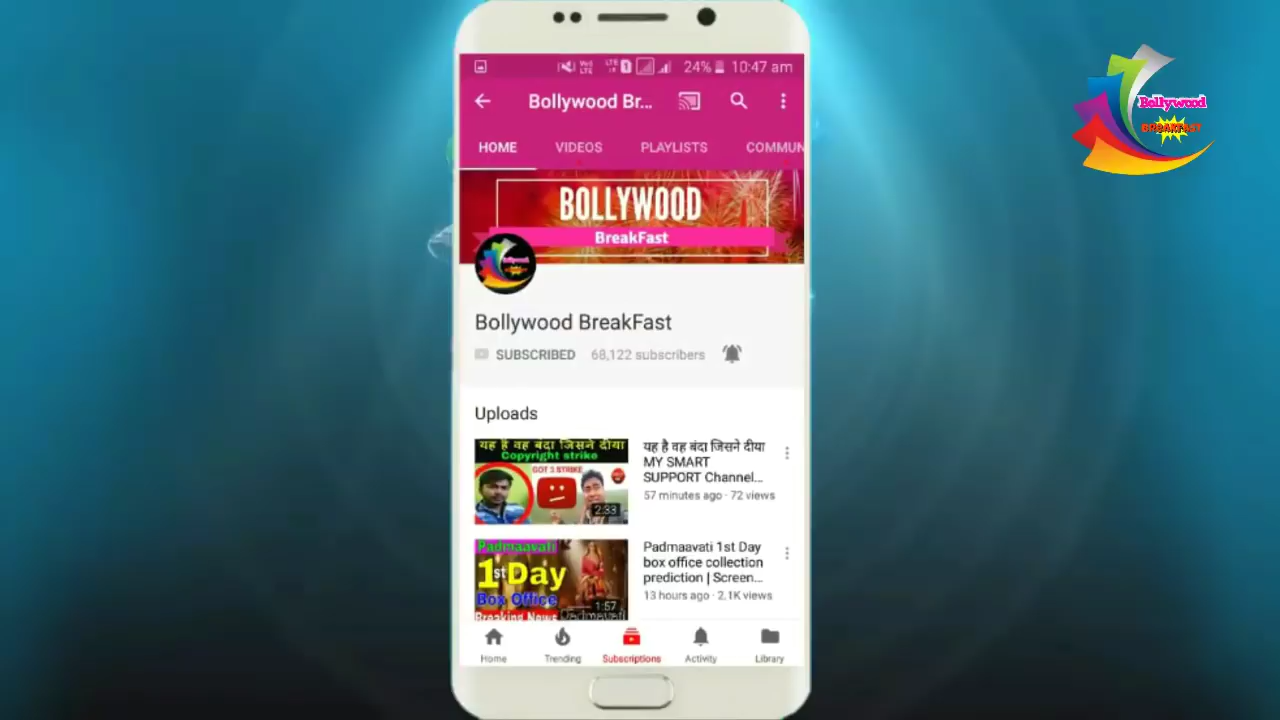 24% 10:47 am
Bollywood Br...
HOME VIDEOS PLAYLISTS COMMUN
BOLLYWOOD
BreakFast
Bollywood
BREAKFAST
Bollywood BreakFast
SUBSCRIBED 68,122 subscribers
Uploads
यह है वह बंदा जिसने दीया
Copyright strike
GOT 3 STRIKE
2:33
यह है वह बंदा जिसने दीया
MY SMART
SUPPORT Channel...
57 minutes ago · 72 views
Padmaavati
1st Day
Box Office
1:57
Breaking News
Padmavati
Padmaavati 1st Day
box office collection
prediction | Screen...
13 hours ago · 2.1K views
Home Trending Subscriptions Activity Library